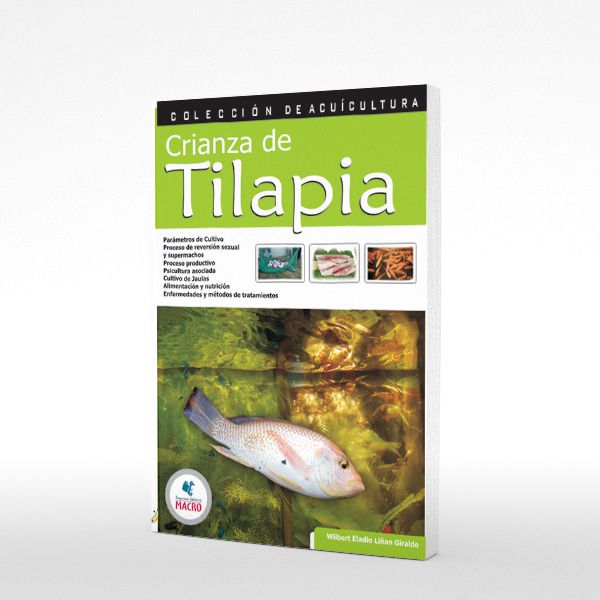 COLECCIÓN DE ACUÍCULTURA
Crianza de
Tilapia
Parámetros de Cultivo
Proceso de reversión sexual
y supermachos
Proceso productivo
Psicultura asociada
Cultivo de Jaulas
Alimentación y nutrición
Enfermedades y métodos de tratamientos
MACRO
Wilbert Eladio Liñan Giraldo